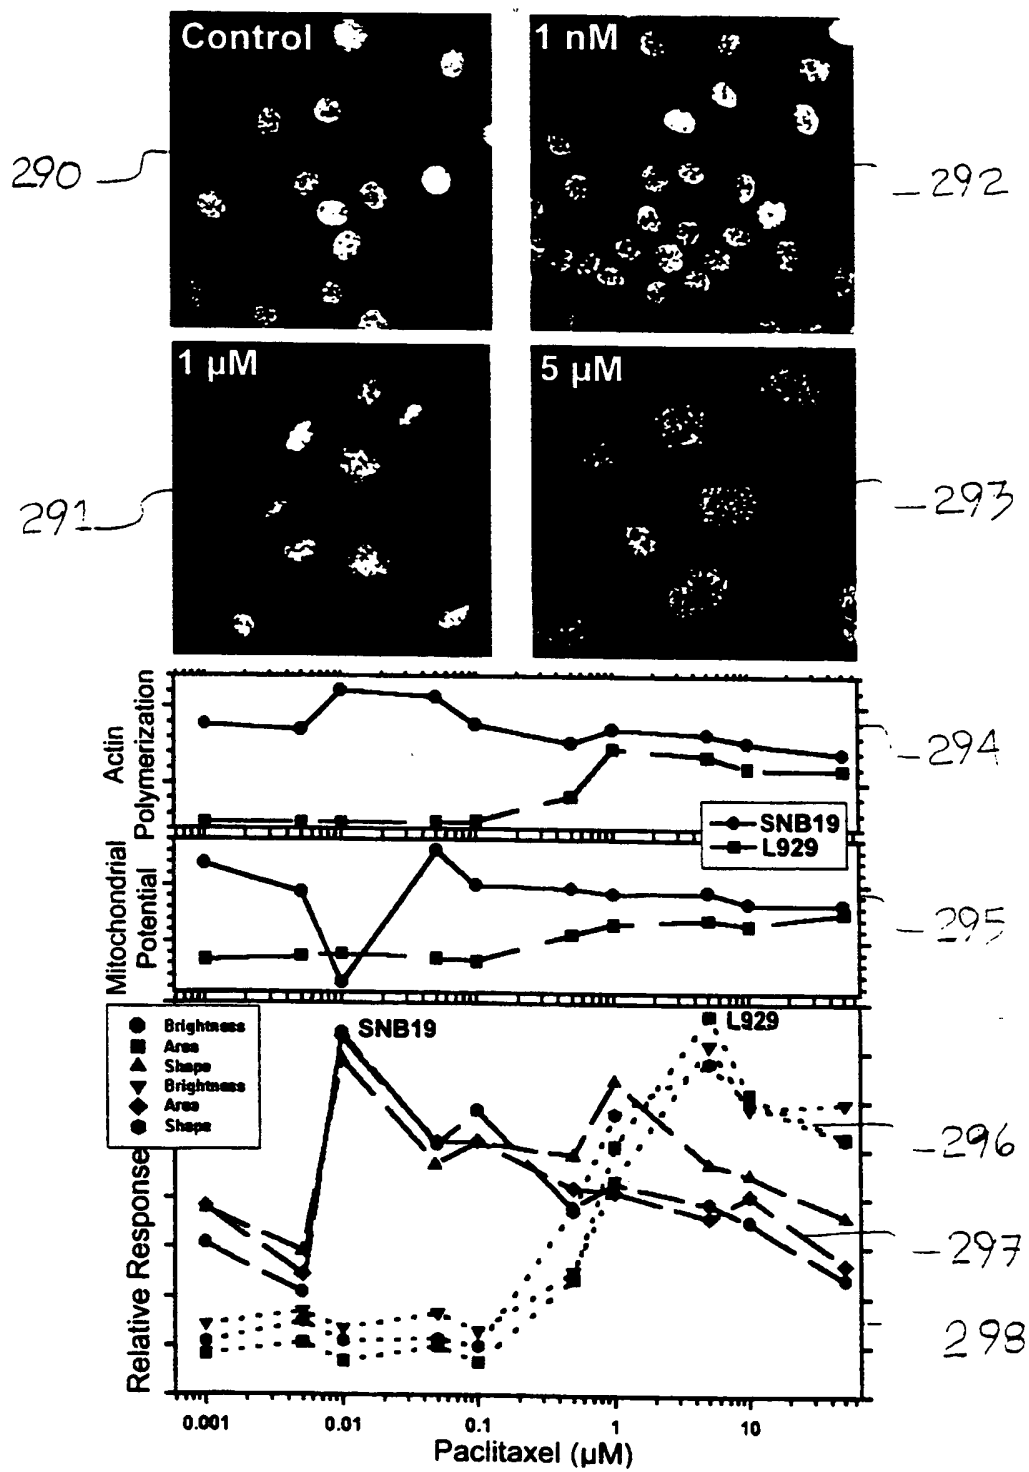 Control
1 nM
290
292
1 µM
5 µM
291
293
Actin
Polymerization
294
SNB19
L929
Mitochondrial
Potential
295
Brightness
Area
Shape
Brightness
Area
Shape
SNB19
L929
296
297
298
Relative Response
0.001
0.01
0.1
1
10
Paclitaxel (µM)